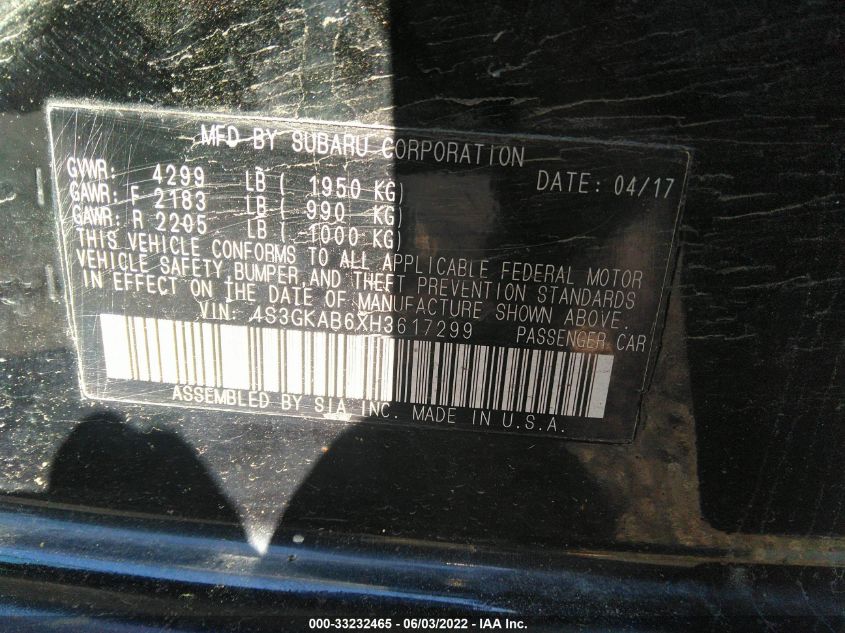 MFD BY SUBARU CORPORATION
GVWR: 4299 LB ( 1950 KG) DATE: 04/17
GAWR: F 2183 LB ( 990 KG)
GAWR: R 2205 LB ( 1000 KG)
THIS VEHICLE CONFORMS TO ALL APPLICABLE FEDERAL MOTOR
VEHICLE SAFETY, BUMPER, AND THEFT PREVENTION STANDARDS
IN EFFECT ON THE DATE OF MANUFACTURE SHOWN ABOVE.
VIN: 4S3GKAB6XH3617299 PASSENGER CAR
ASSEMBLED BY SIA INC. MADE IN U.S.A.
000-33232465 - 06/03/2022 - IAA Inc.